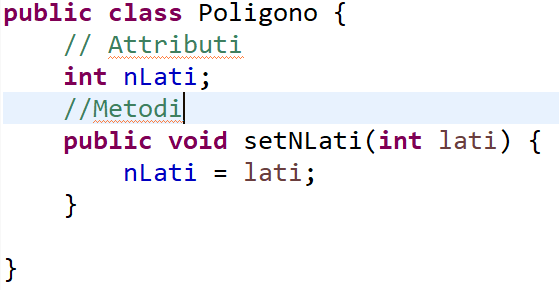 public class Poligono {
    // Attributi
    int nLati;
    //Metodi
    public void setNLati(int lati) {
        nLati = lati;
    }
}